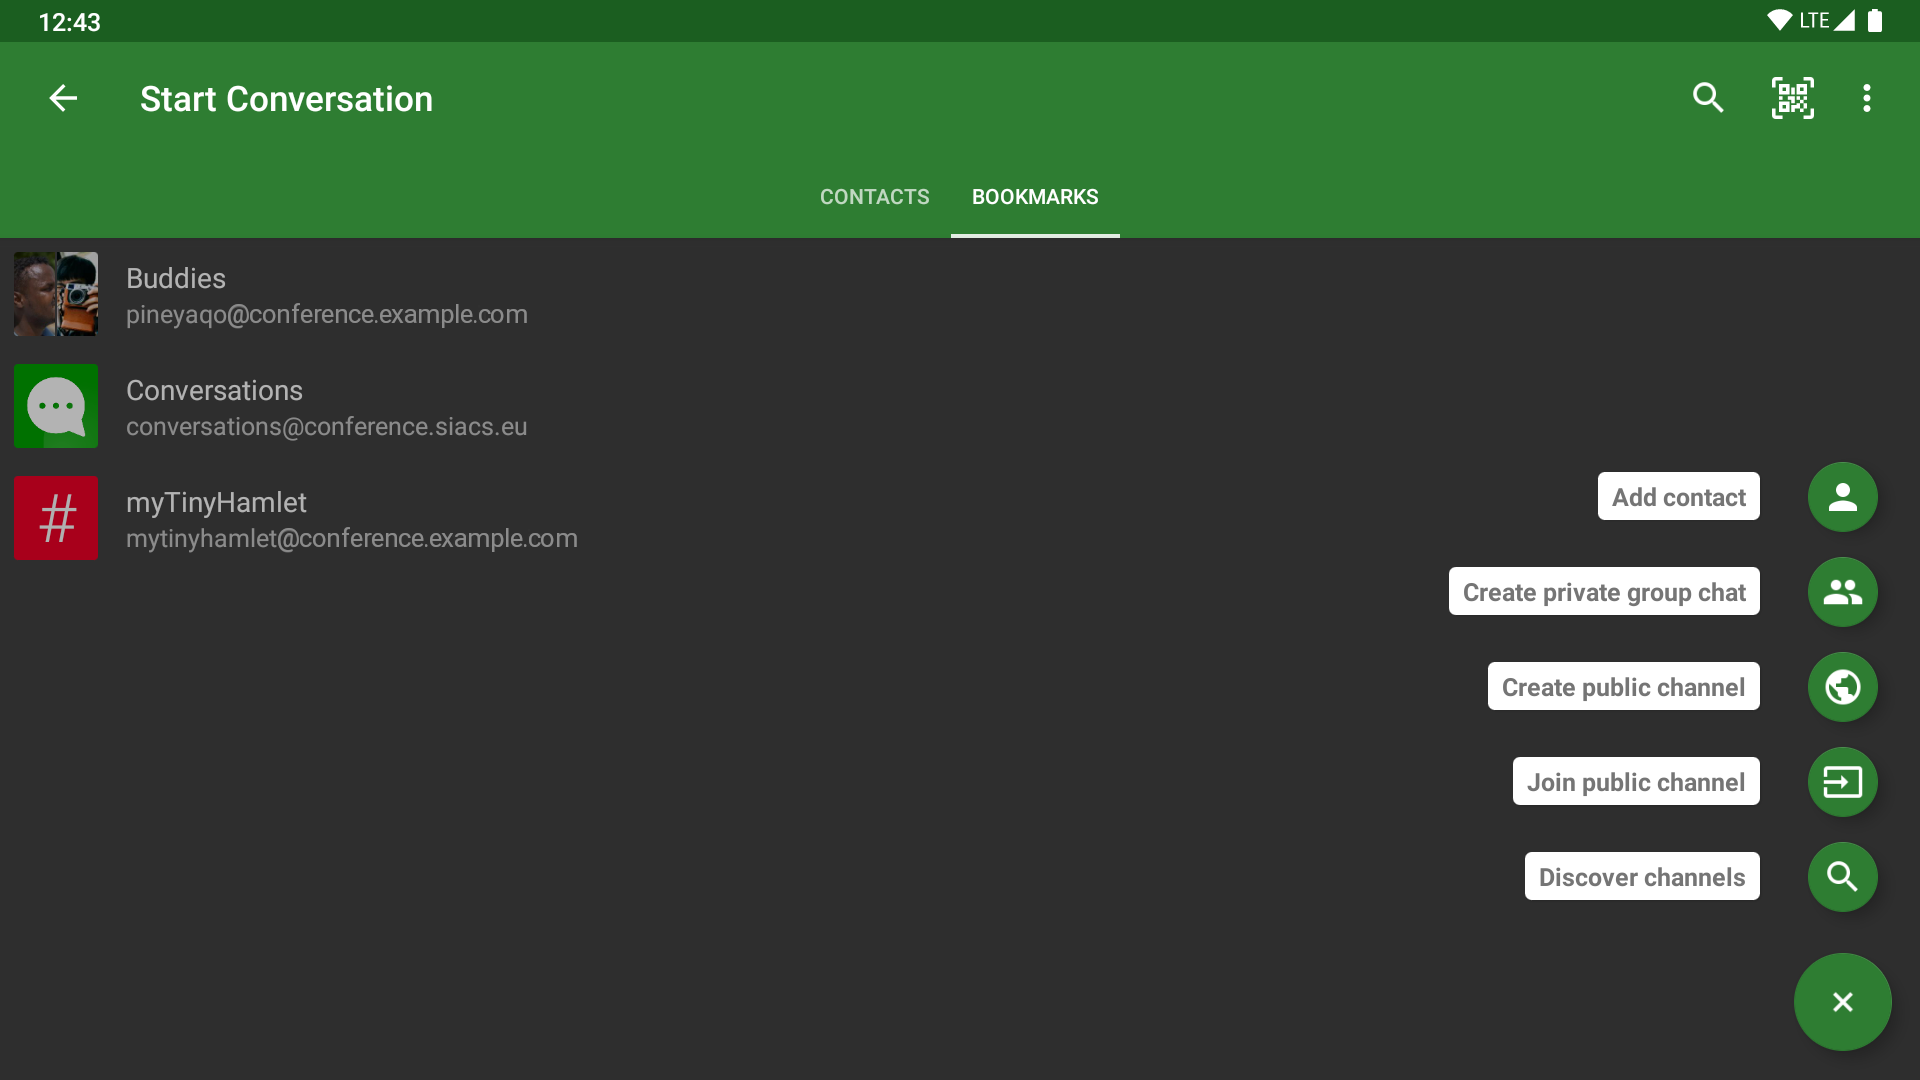 12:43
LTE
Start Conversation
CONTACTS
BOOKMARKS
Buddies
pineyaqo@conference.example.com
Conversations
conversations@conference.siacs.eu
#
myTinyHamlet
mytinyhamlet@conference.example.com
Add contact
Create private group chat
Create public channel
Join public channel
Discover channels